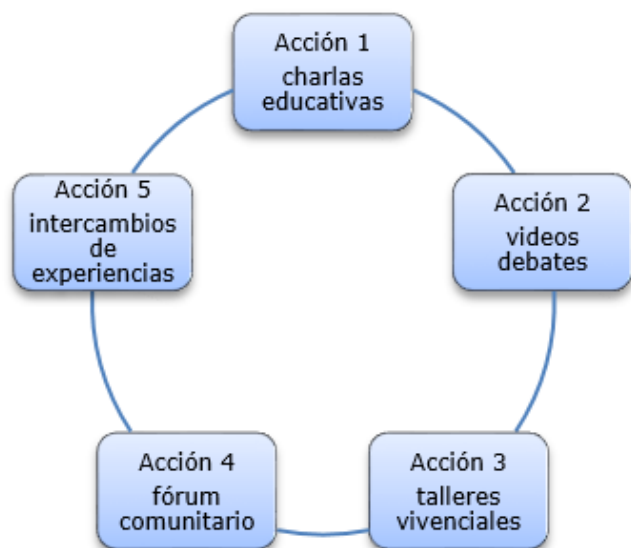 Acción 1
charlas
educativas
Acción 2
videos
debates
Acción 3
talleres
vivenciales
Acción 4
fórum
comunitario
Acción 5
intercambios
de
experiencias